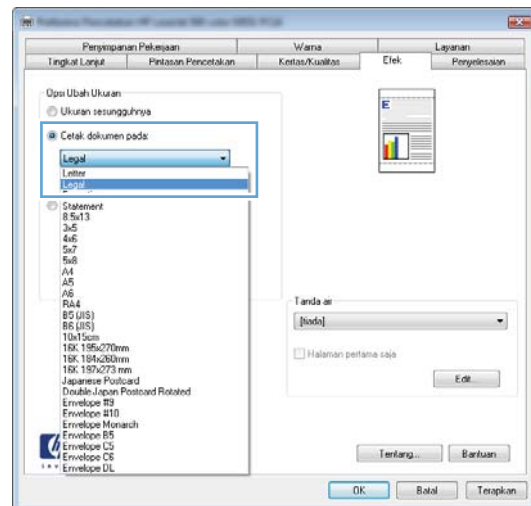 Penyimpanan Pekerjaan Warna Layanan
Tingkat Lanjut Pintasan Pencetakan Kertas/Kualitas Efek Penyelesaian
Opsi Ubah Ukuran
Ukuran sesungguhnya
Cetak dokumen pada:
Legal
Letter
Legal
Statement
8.5x13
3x5
4x6
5x7
5x8
A4
A5
A6
RA4
B5 (JIS)
B6 (JIS)
10x15cm
16K 195x270mm
16K 184x260mm
16K 197x273 mm
Japanese Postcard
Double Japan Postcard Rotated
Envelope #9
Envelope #10
Envelope Monarch
Envelope B5
Envelope C5
Envelope C6
Envelope DL
E
Tanda air
[tiada]
Halaman pertama saja
Edit...
Tentang... Bantuan
OK Batal Terapkan